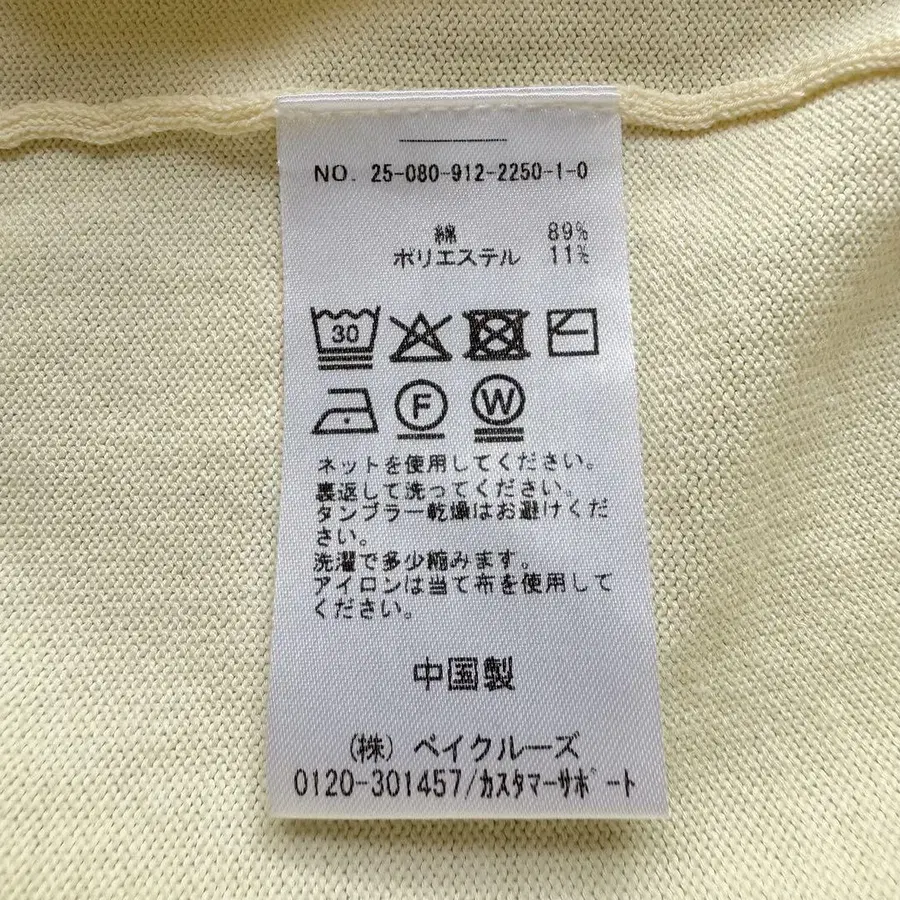 NO. 25-080-912-2250-1-0
綿 89%
ポリエステル 11%
30
F W
ネットを使用してください。
裏返して洗ってください。
タンブラー乾燥はお避けくだ
さい。
洗濯で多少縮みます。
アイロンは当て布を使用して
ください。
中国製
(株) ベイクルーズ
0120-301457/カスタマーサポート